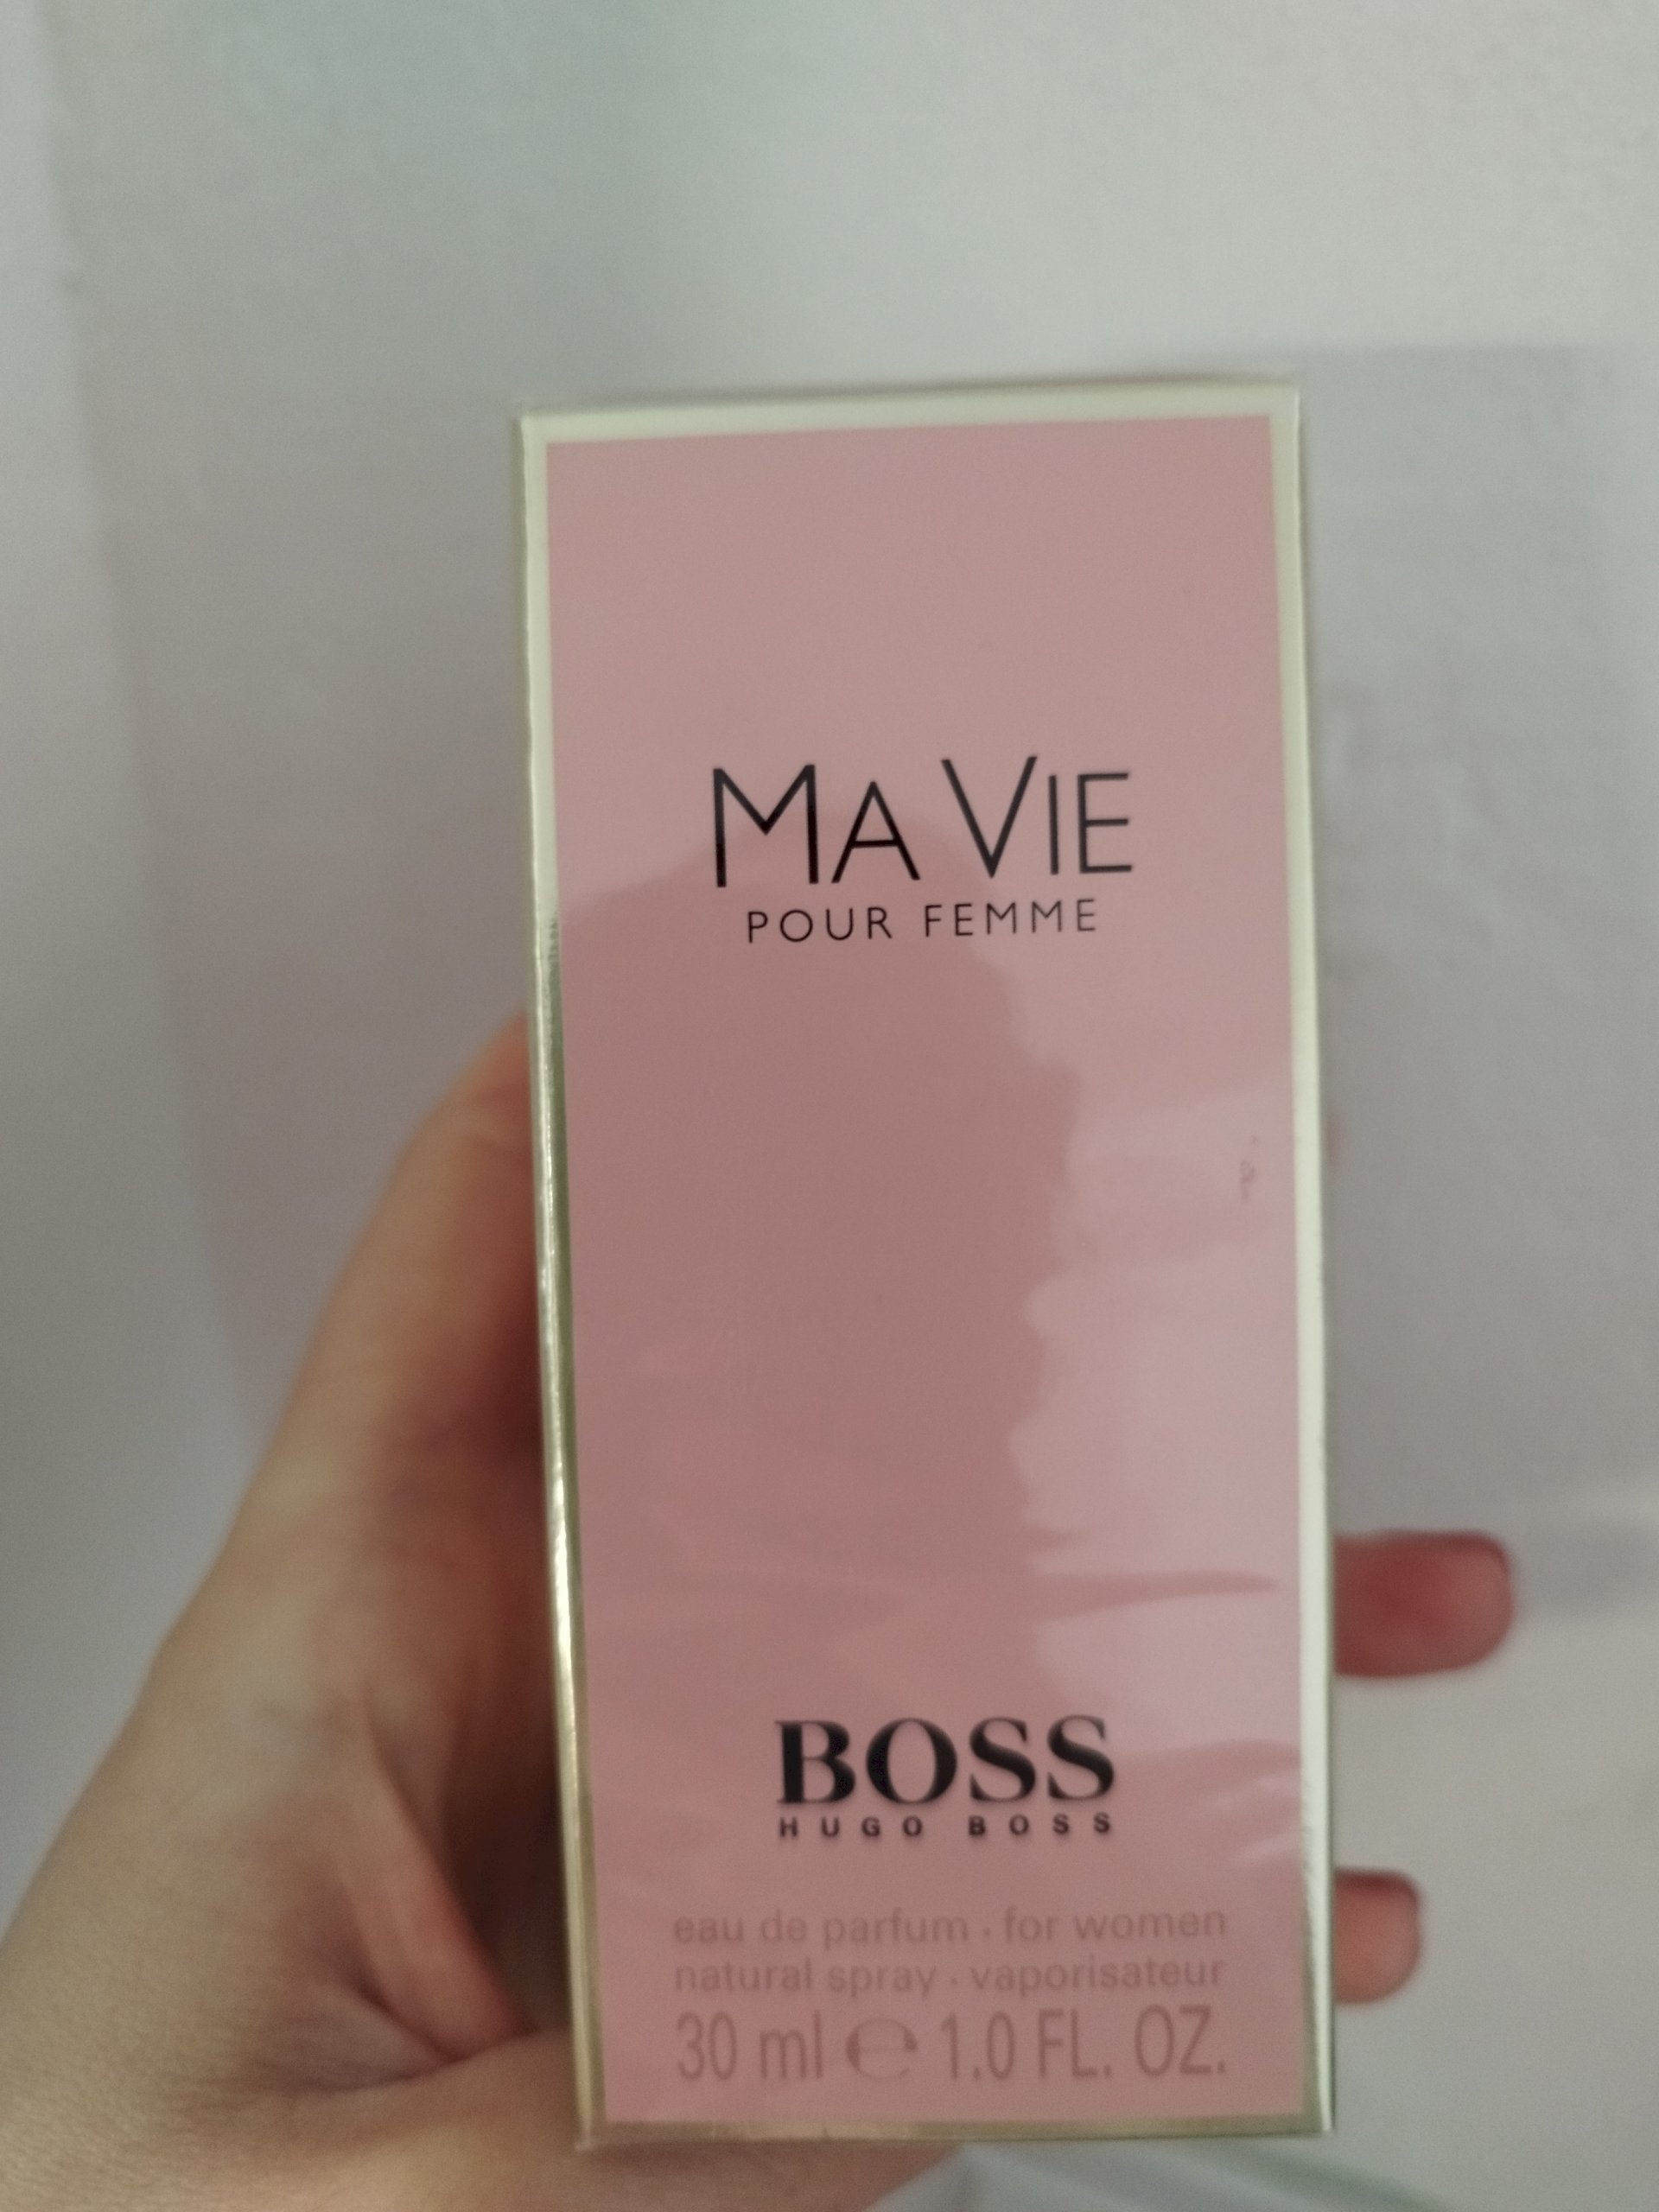 MA VIE
POUR FEMME
BOSS
HUGO BOSS
eau de parfum · for women
natural spray · vaporisateur
30 ml ℮ 1.0 FL. OZ.